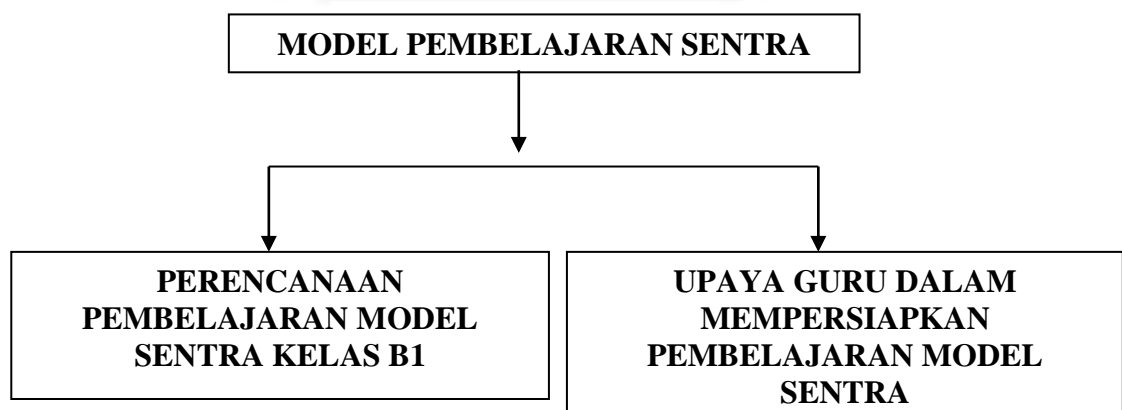 MODEL PEMBELAJARAN SENTRA
PERENCANAAN
PEMBELAJARAN MODEL
SENTRA KELAS B1
UPAYA GURU DALAM
MEMPERSIAPKAN
PEMBELAJARAN MODEL
SENTRA